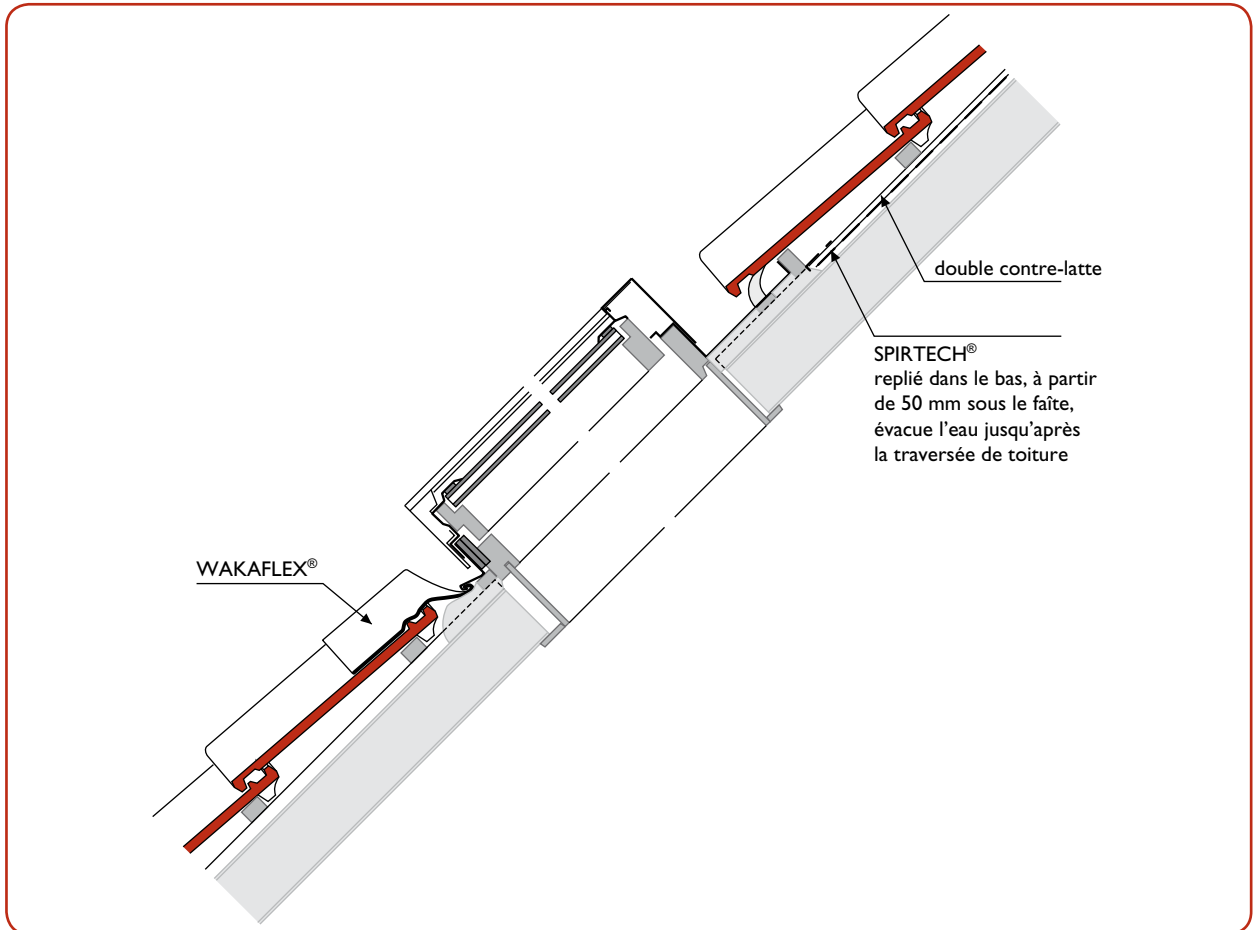 double contre-latte
SPIRTECH®
replié dans le bas, à partir
de 50 mm sous le faîte,
évacue l’eau jusqu’après
la traversée de toiture
WAKAFLEX®